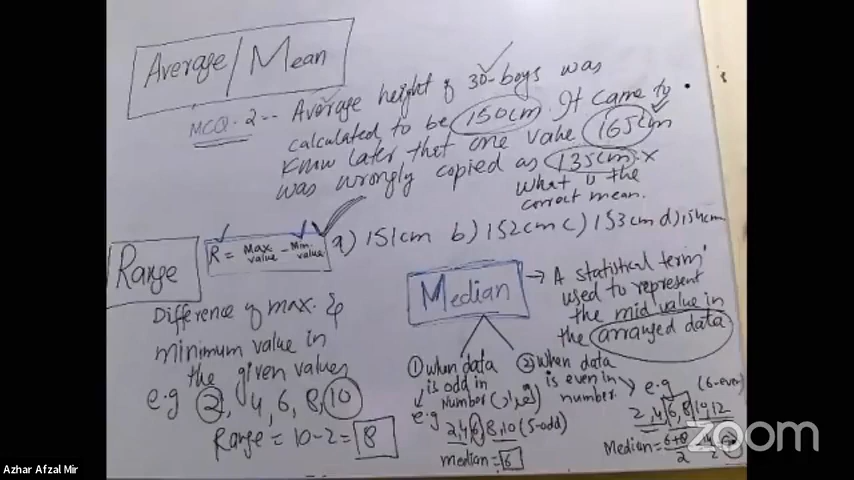 Average/Mean
MCQ-2-- Average height of 30-boys was
calculated to be 150cm. It came to
know later that one value 165cm
was wrongly copied as 135cm. x
what is the
correct mean.
a) 151cm b) 152cm c) 153cm d) 154cm
Range
R = Max value - Min. value
Difference of max. &
minimum value in
the given values
e.g 2, 4, 6, 8, 10
Range = 10-2= 8
Median
→ A statistical term
used to represent
the mid value in
the arranged data
① when data
is odd in
Number
e.g
2,4,6,8,10 (5-odd)
median= 6
② when data
is even in
number.
e.g (6-even)
2,4,6,8,10,12
Median= 6+8
2
zoom
Azhar Afzal Mir